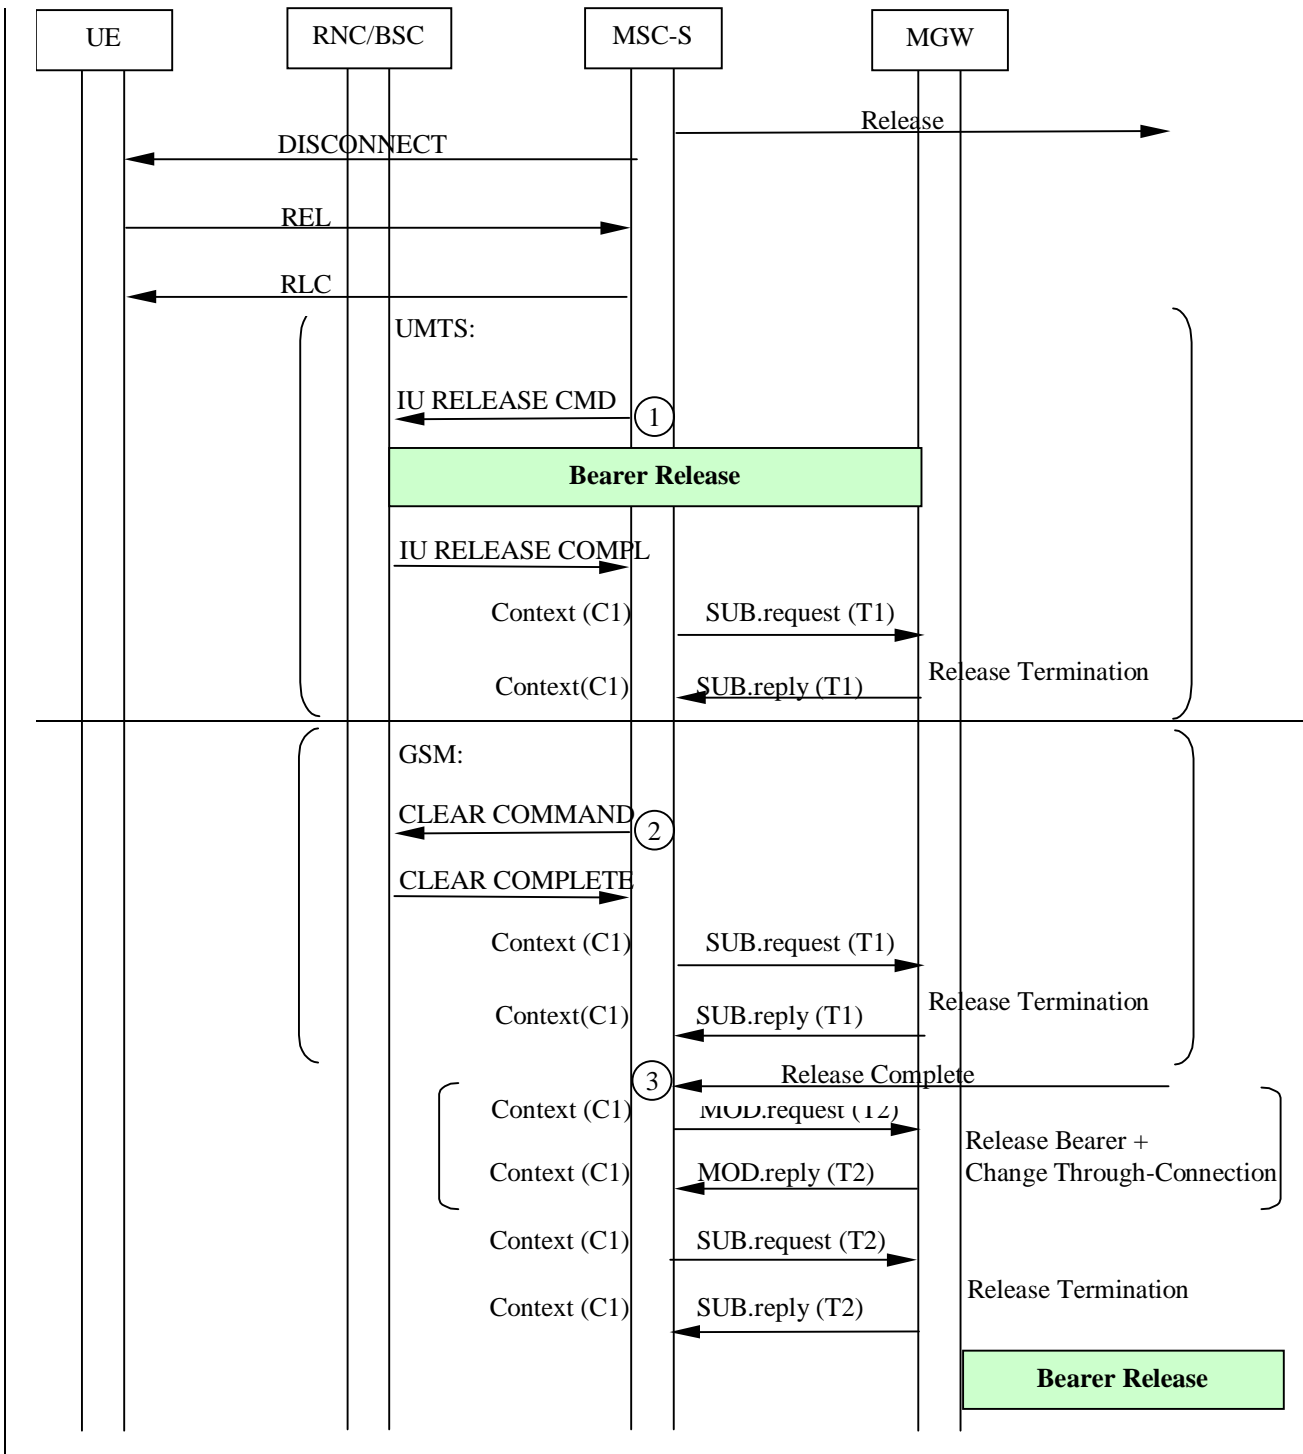 UE
RNC/BSC
MSC-S
MGW
Release
DISCONNECT
REL
RLC
UMTS:
IU RELEASE CMD
1
Bearer Release
IU RELEASE COMPL
Context (C1)
SUB.request (T1)
Release Termination
Context(C1)
SUB.reply (T1)
GSM:
CLEAR COMMAND
2
CLEAR COMPLETE
Context (C1)
SUB.request (T1)
Release Termination
Context(C1)
SUB.reply (T1)
3
Release Complete
Context (C1)
MOD.request (T2)
Release Bearer +
Change Through-Connection
Context (C1)
MOD.reply (T2)
Context (C1)
SUB.request (T2)
Release Termination
Context (C1)
SUB.reply (T2)
Bearer Release